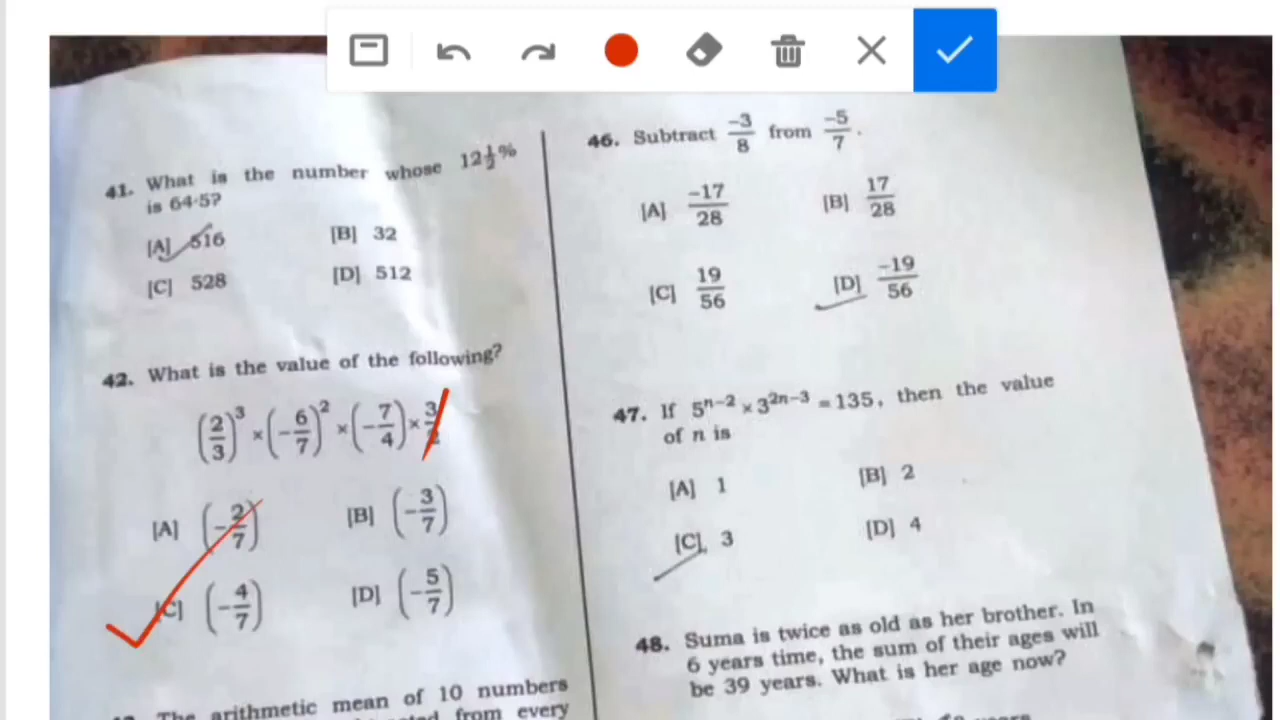 41. What is the number whose 12½%
is 64·5?
[A] 516 [B] 32
[C] 528 [D] 512
42. What is the value of the following?
(2/3)³ × (−6/7)² × (−7/4) × 3/2
[A] (−2/7) [B] (−3/7)
[C] (−4/7) [D] (−5/7)
The arithmetic mean of 10 numbers
from every
46. Subtract −3/8 from −5/7.
[A] −17/28 [B] 17/28
[C] 19/56 [D] −19/56
47. If 5ⁿ⁻² × 3²ⁿ⁻³ = 135, then the value
of n is
[A] 1 [B] 2
[C] 3 [D] 4
48. Suma is twice as old as her brother. In
6 years time, the sum of their ages will
be 39 years. What is her age now?